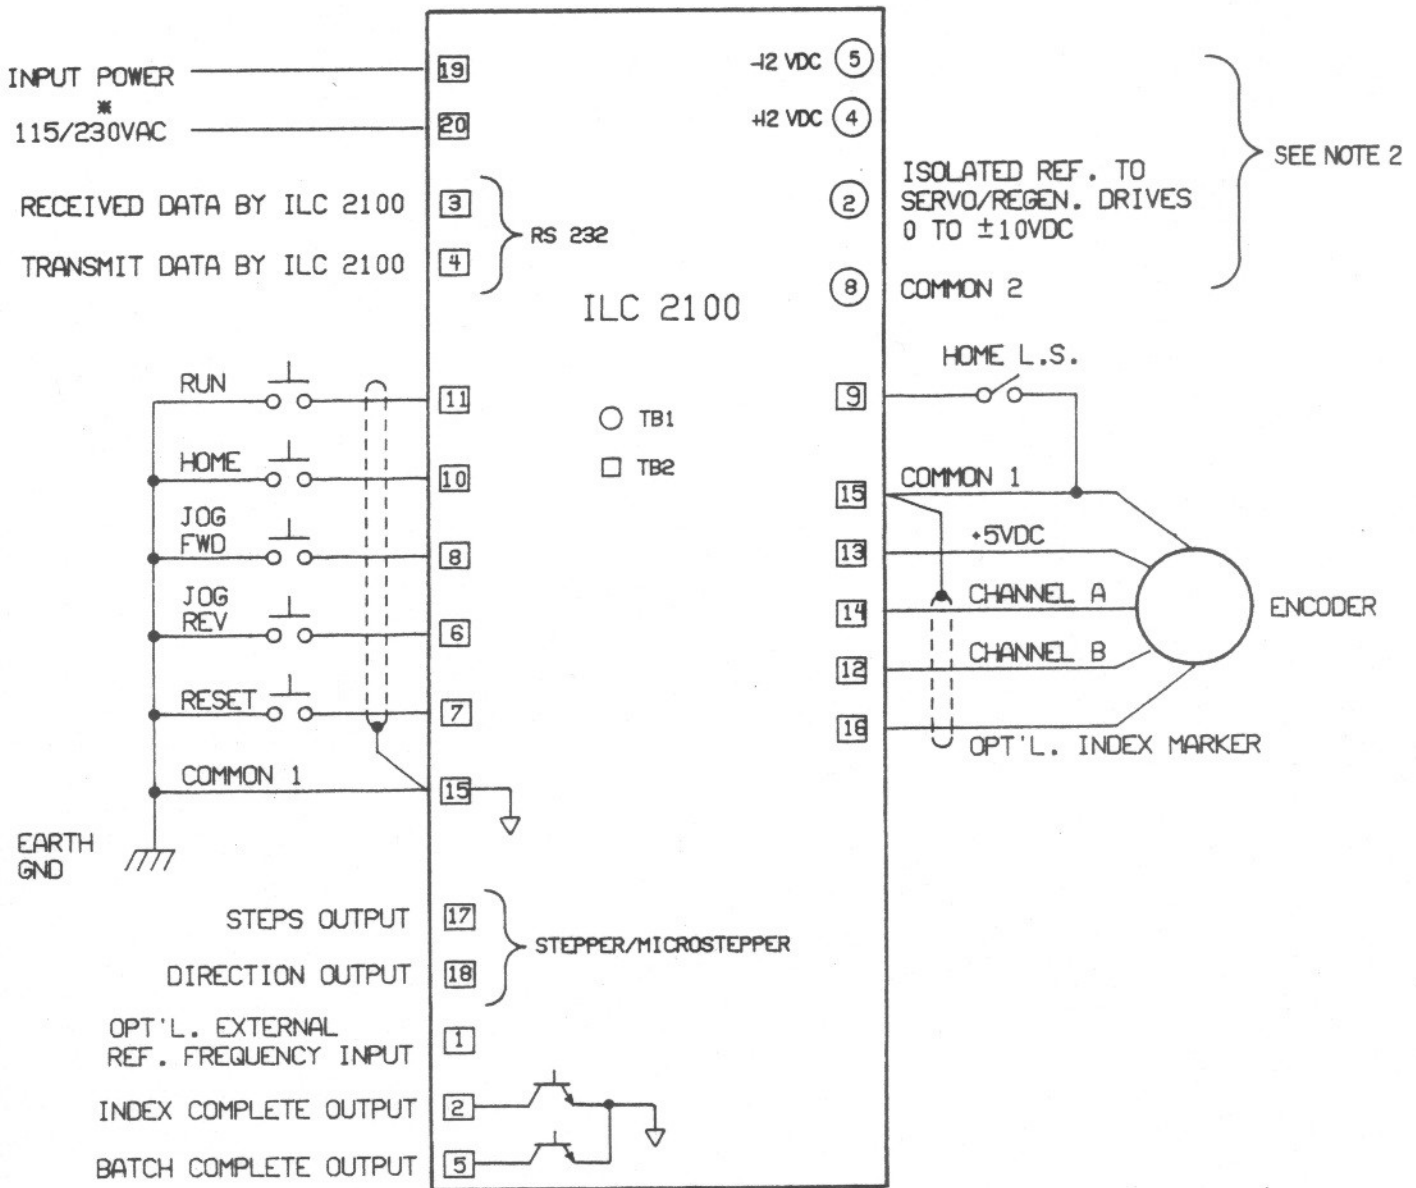 INPUT POWER
*
115/230VAC
19
20
RECEIVED DATA BY ILC 2100
3
TRANSMIT DATA BY ILC 2100
4
RS 232
ILC 2100
-12 VDC
5
+12 VDC
4
2
ISOLATED REF. TO
SERVO/REGEN. DRIVES
0 TO ±10VDC
8
COMMON 2
SEE NOTE 2
RUN
11
HOME
10
JOG
FWD
8
JOG
REV
6
RESET
7
COMMON 1
15
EARTH
GND
TB1
TB2
HOME L.S.
9
COMMON 1
15
+5VDC
13
CHANNEL A
14
CHANNEL B
12
16
OPT'L. INDEX MARKER
ENCODER
STEPS OUTPUT
17
DIRECTION OUTPUT
18
STEPPER/MICROSTEPPER
OPT'L. EXTERNAL
REF. FREQUENCY INPUT
1
INDEX COMPLETE OUTPUT
2
BATCH COMPLETE OUTPUT
5